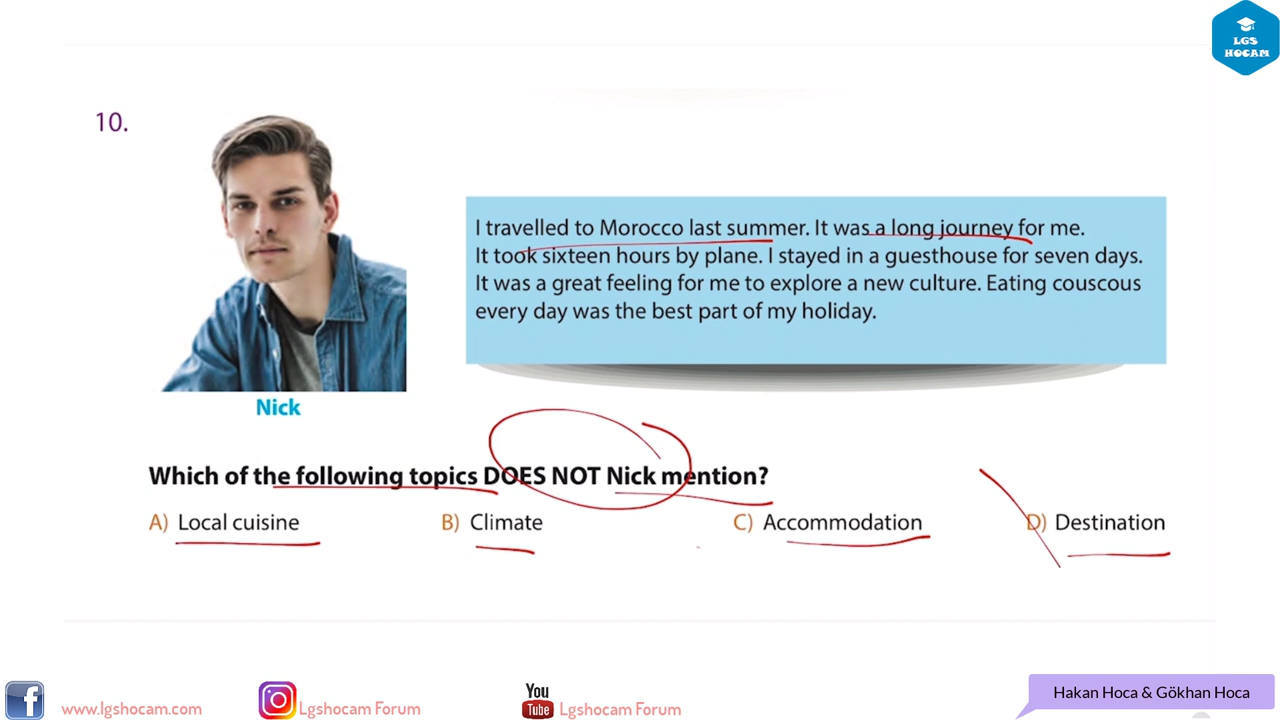 LGS
HOCAM
10.
I travelled to Morocco last summer. It was a long journey for me.
It took sixteen hours by plane. I stayed in a guesthouse for seven days.
It was a great feeling for me to explore a new culture. Eating couscous
every day was the best part of my holiday.
Nick
Which of the following topics DOES NOT Nick mention?
A) Local cuisine B) Climate C) Accommodation D) Destination
www.lgshocam.com Lgshocam Forum You Tube Lgshocam Forum
Hakan Hoca & Gökhan Hoca